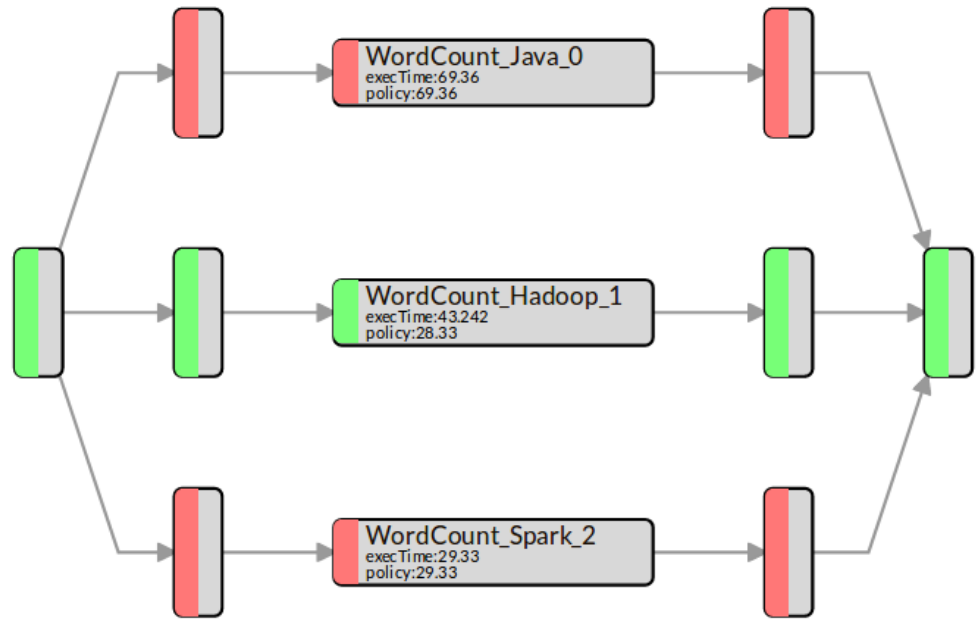 WordCount_Java_0
execTime:69.36
policy:69.36
WordCount_Hadoop_1
execTime:43.242
policy:28.33
WordCount_Spark_2
execTime:29.33
policy:29.33